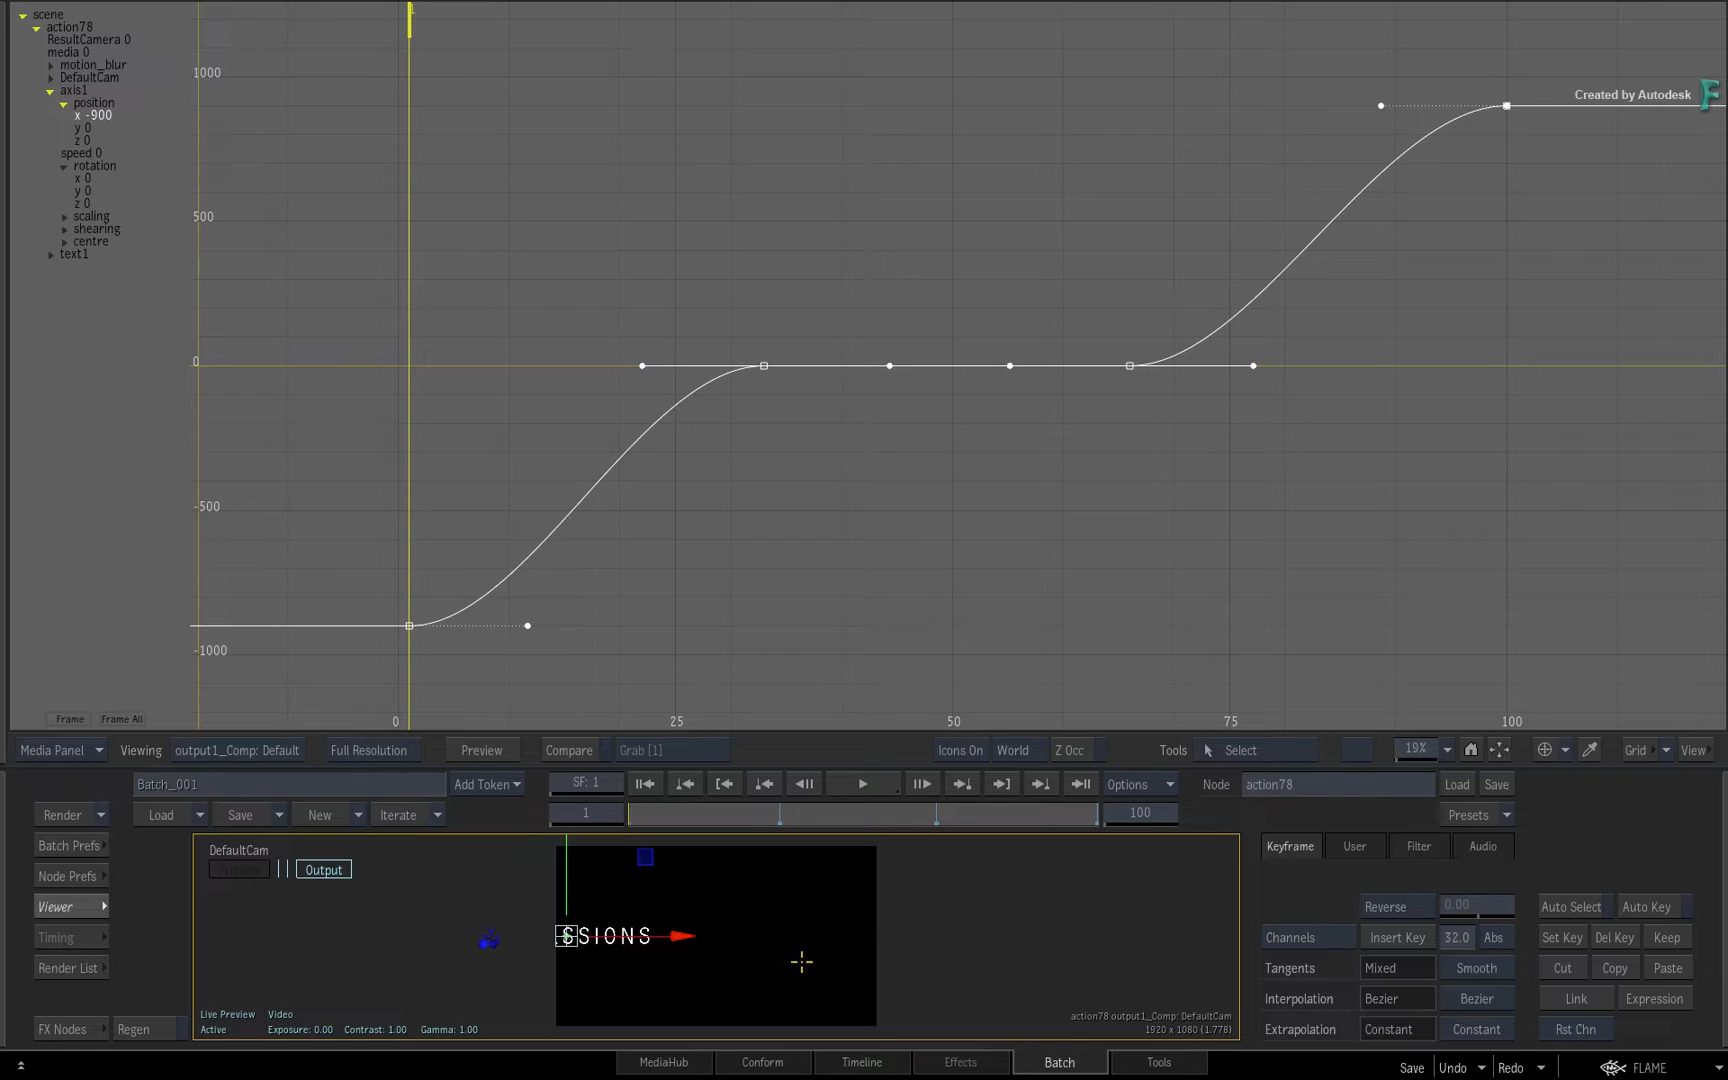 scene
action78
ResultCamera 0
media 0
motion_blur
DefaultCam
axis1
position
x -900
y 0
z 0
speed 0
rotation
x 0
y 0
z 0
scaling
shearing
centre
text1
1
1000
500
0
-500
-1000
Created by Autodesk
Frame
Frame All
0
25
50
75
100
Media Panel
Viewing
output1_Comp: Default
Full Resolution
Preview
Compare
Grab [1]
Icons On
World
Z Occ
Tools
Select
19%
Grid
View
Batch_001
Add Token
SF: 1
Options
Node
action78
Load
Save
Render
Load
Save
New
Iterate
1
100
Presets
Batch Prefs
Node Prefs
Viewer
Timing
Render List
FX Nodes
Regen
DefaultCam
Output
SSIONS
Live Preview
Video
Active
Exposure: 0.00
Contrast: 1.00
Gamma: 1.00
action78 output1_Comp: DefaultCam
1920 x 1080 (1.778)
Keyframe
User
Filter
Audio
Reverse
0.00
Auto Select
Auto Key
Channels
Insert Key
32.0
Abs
Set Key
Del Key
Keep
Tangents
Mixed
Smooth
Cut
Copy
Paste
Interpolation
Bezier
Bezier
Link
Expression
Extrapolation
Constant
Constant
Rst Chn
MediaHub
Conform
Timeline
Effects
Batch
Tools
Save
Undo
Redo
FLAME